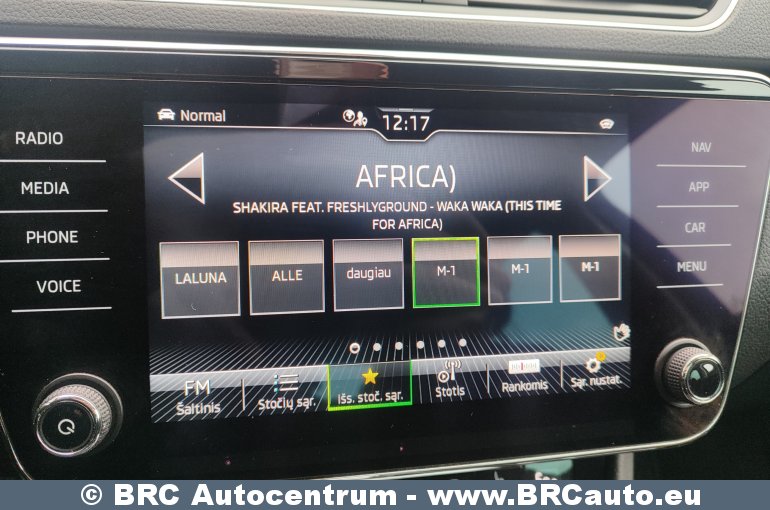 Normal
12:17
RADIO
MEDIA
PHONE
VOICE
NAV
APP
CAR
MENU
AFRICA)
SHAKIRA FEAT. FRESHLYGROUND - WAKA WAKA (THIS TIME
FOR AFRICA)
LALUNA ALLE daugiau M-1 M-1 M-1
FM
Šaltinis Stočių sąr. Išs. stoč. sąr. Stotis Rankomis Sąr. nustat.
© BRC Autocentrum - www.BRCauto.eu